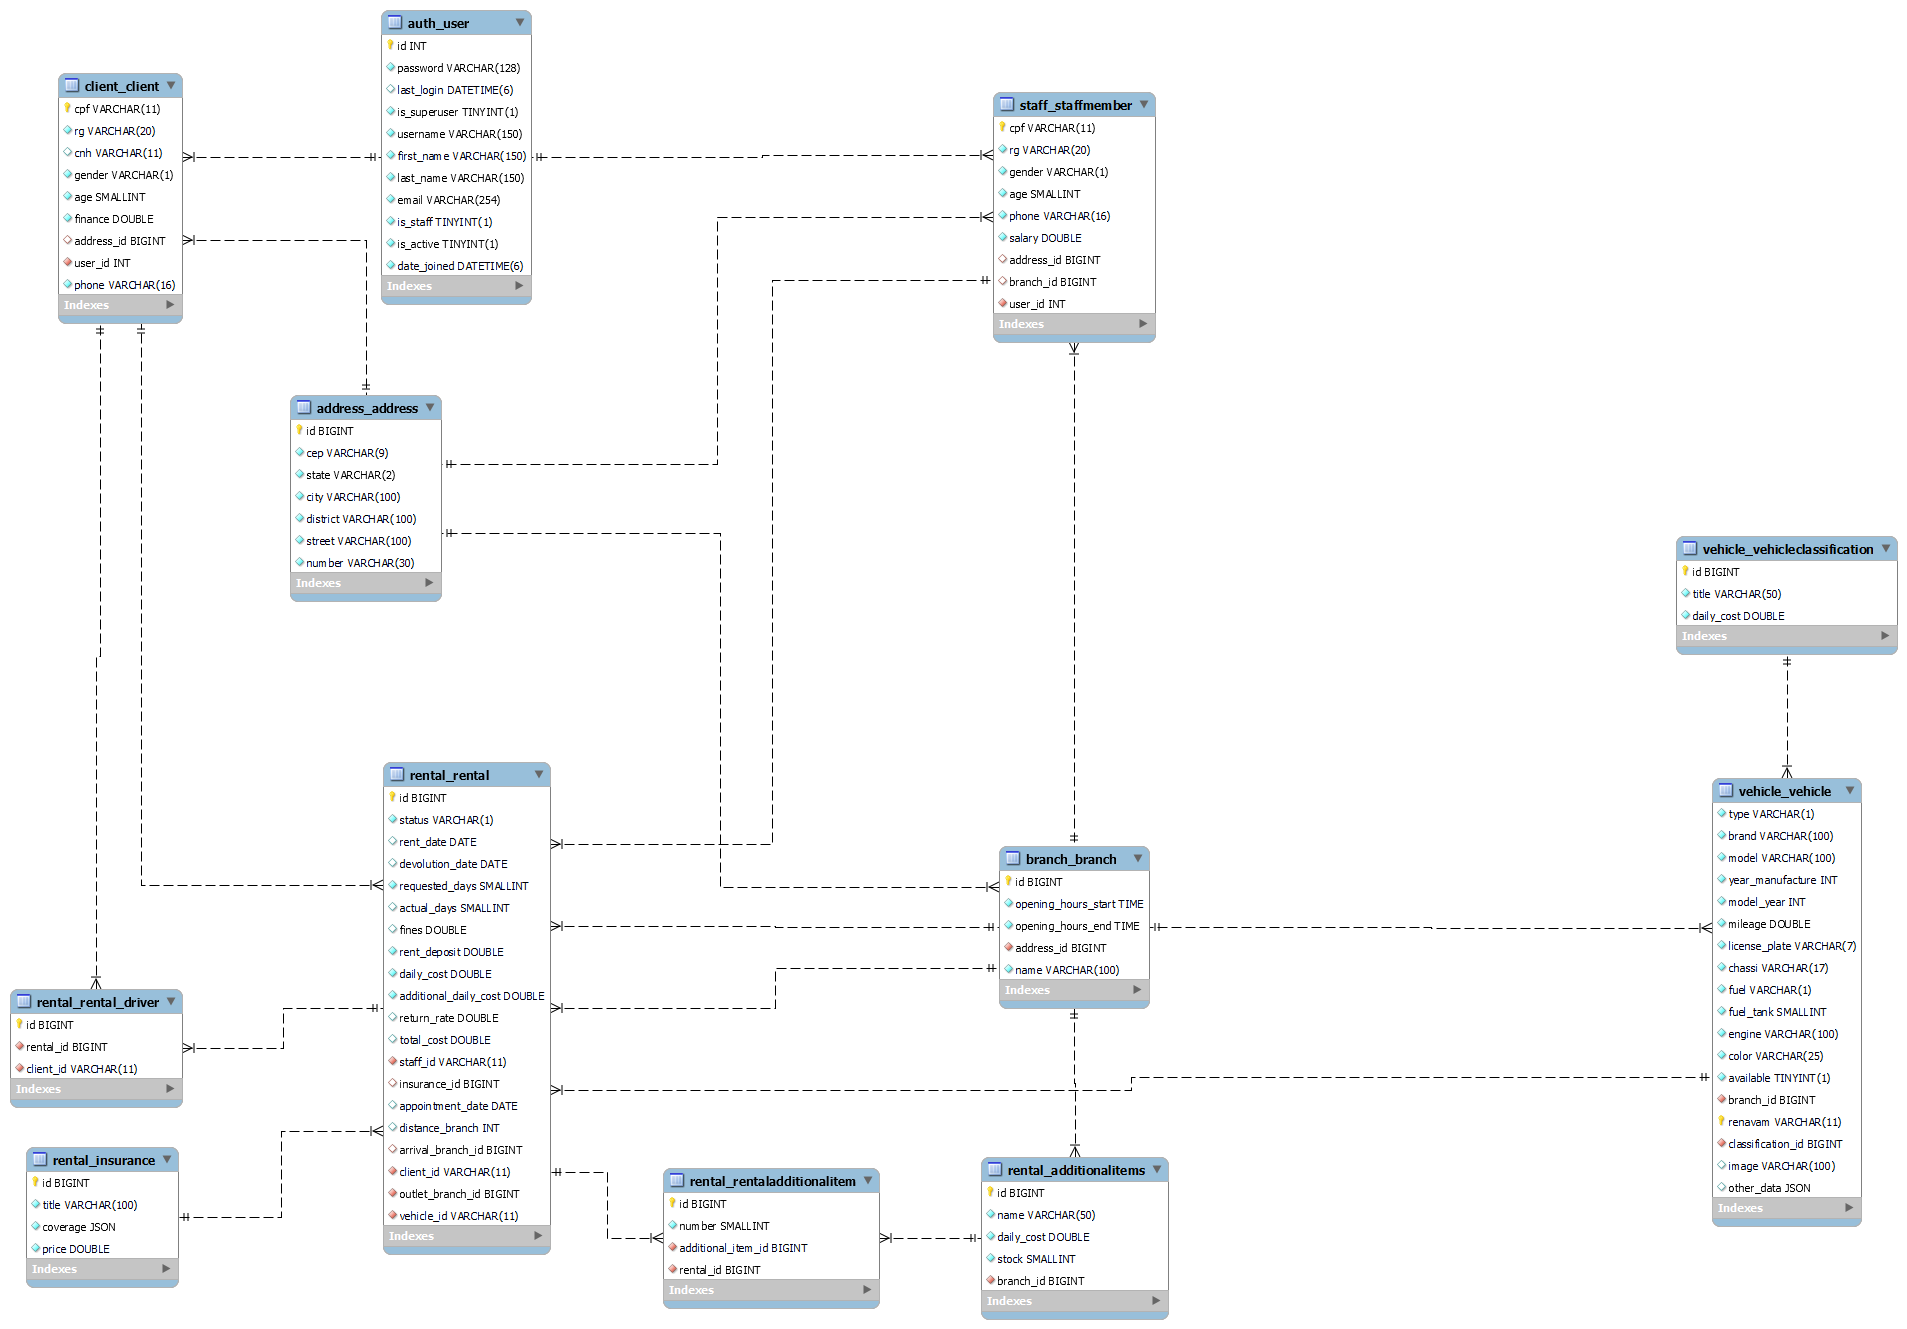 auth_user
id INT
password VARCHAR(128)
last_login DATETIME(6)
is_superuser TINYINT(1)
username VARCHAR(150)
first_name VARCHAR(150)
last_name VARCHAR(150)
email VARCHAR(254)
is_staff TINYINT(1)
is_active TINYINT(1)
date_joined DATETIME(6)
Indexes
client_client
cpf VARCHAR(11)
rg VARCHAR(20)
cnh VARCHAR(11)
gender VARCHAR(1)
age SMALLINT
finance DOUBLE
address_id BIGINT
user_id INT
phone VARCHAR(16)
Indexes
staff_staffmember
cpf VARCHAR(11)
rg VARCHAR(20)
gender VARCHAR(1)
age SMALLINT
phone VARCHAR(16)
salary DOUBLE
address_id BIGINT
branch_id BIGINT
user_id INT
Indexes
address_address
id BIGINT
cep VARCHAR(9)
state VARCHAR(2)
city VARCHAR(100)
district VARCHAR(100)
street VARCHAR(100)
number VARCHAR(30)
Indexes
vehicle_vehicleclassification
id BIGINT
title VARCHAR(50)
daily_cost DOUBLE
Indexes
rental_rental
id BIGINT
status VARCHAR(1)
rent_date DATE
devolution_date DATE
requested_days SMALLINT
actual_days SMALLINT
fines DOUBLE
rent_deposit DOUBLE
daily_cost DOUBLE
additional_daily_cost DOUBLE
return_rate DOUBLE
total_cost DOUBLE
staff_id VARCHAR(11)
insurance_id BIGINT
appointment_date DATE
distance_branch INT
arrival_branch_id BIGINT
client_id VARCHAR(11)
outlet_branch_id BIGINT
vehicle_id VARCHAR(11)
Indexes
branch_branch
id BIGINT
opening_hours_start TIME
opening_hours_end TIME
address_id BIGINT
name VARCHAR(100)
Indexes
vehicle_vehicle
type VARCHAR(1)
brand VARCHAR(100)
model VARCHAR(100)
year_manufacture INT
model_year INT
mileage DOUBLE
license_plate VARCHAR(7)
chassi VARCHAR(17)
fuel VARCHAR(1)
fuel_tank SMALLINT
engine VARCHAR(100)
color VARCHAR(25)
available TINYINT(1)
branch_id BIGINT
renavam VARCHAR(11)
classification_id BIGINT
image VARCHAR(100)
other_data JSON
Indexes
rental_rental_driver
id BIGINT
rental_id BIGINT
client_id VARCHAR(11)
Indexes
rental_insurance
id BIGINT
title VARCHAR(100)
coverage JSON
price DOUBLE
Indexes
rental_rentaladditionalitem
id BIGINT
number SMALLINT
additional_item_id BIGINT
rental_id BIGINT
Indexes
rental_additionalitems
id BIGINT
name VARCHAR(50)
daily_cost DOUBLE
stock SMALLINT
branch_id BIGINT
Indexes